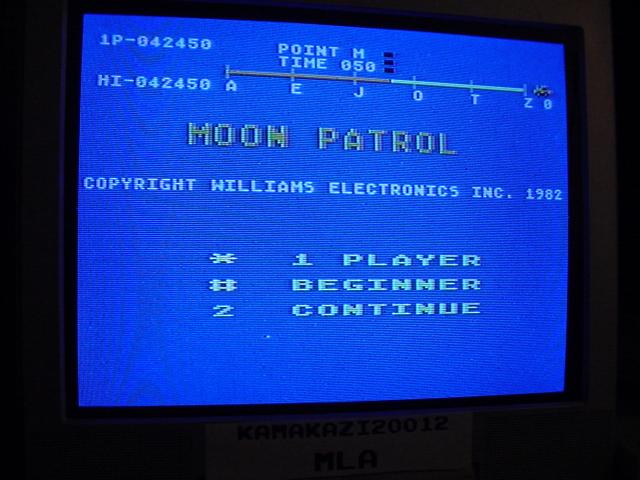 1P-042450
POINT M
TIME 050
HI-042450
A E J O T Z 0
MOON PATROL
COPYRIGHT WILLIAMS ELECTRONICS INC. 1982
* 1 PLAYER
# BEGINNER
2 CONTINUE
KAMAKAZI20012
MLA